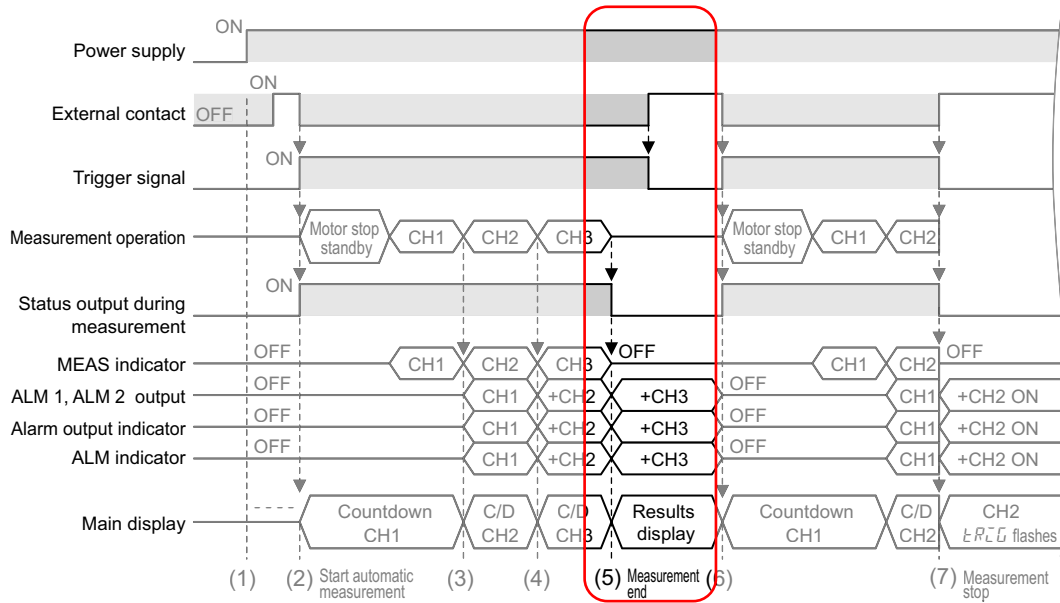 ON
Power supply
ON
External contact OFF
ON
Trigger signal
Measurement operation Motor stop standby CH1 CH2 CH3 Motor stop standby CH1 CH2
ON
Status output during measurement
OFF OFF OFF
MEAS indicator CH1 CH2 CH3 CH1 CH2
OFF OFF
ALM 1, ALM 2 output CH1 +CH2 +CH3 CH1 +CH2 ON
OFF OFF
Alarm output indicator CH1 +CH2 +CH3 CH1 +CH2 ON
OFF OFF
ALM indicator CH1 +CH2 +CH3 CH1 +CH2 ON
Main display Countdown CH1 C/D CH2 C/D CH3 Results display Countdown CH1 C/D CH2 CH2 flashes
(1) (2) Start automatic measurement (3) (4) (5) Measurement end (6) (7) Measurement stop